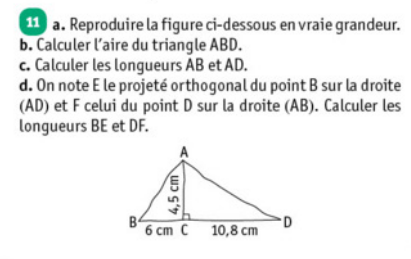 11 a. Reproduire la figure ci-dessous en vraie grandeur.
b. Calculer l'aire du triangle ABD.
c. Calculer les longueurs AB et AD.
d. On note E le projeté orthogonal du point B sur la droite
(AD) et F celui du point D sur la droite (AB). Calculer les
longueurs BE et DF.
A
4,5 cm
B
D
6 cm C 10,8 cm